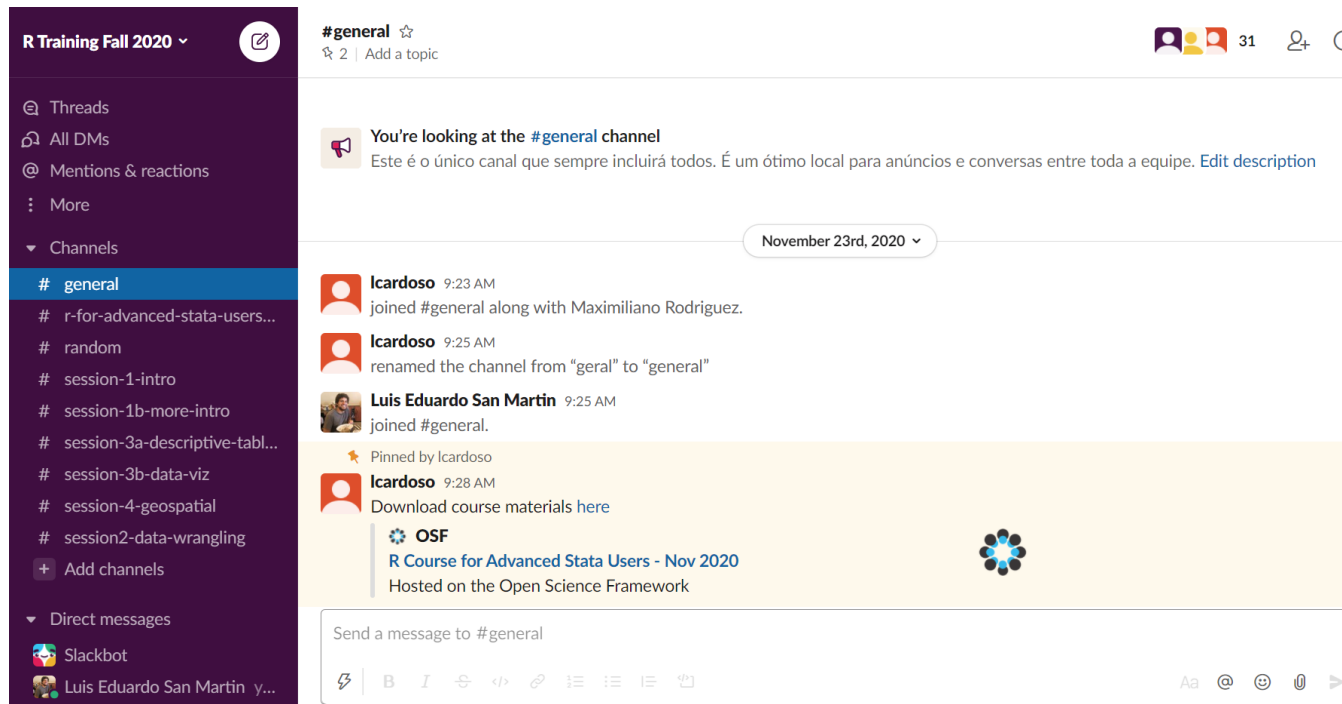 R Training Fall 2020
Threads
All DMs
Mentions & reactions
More
Channels
# general
# r-for-advanced-stata-users...
# random
# session-1-intro
# session-1b-more-intro
# session-3a-descriptive-tabl...
# session-3b-data-viz
# session-4-geospatial
# session2-data-wrangling
+ Add channels
Direct messages
Slackbot
Luis Eduardo San Martin y...
#general
2 | Add a topic
31
You’re looking at the #general channel
Este é o único canal que sempre incluirá todos. É um ótimo local para anúncios e conversas entre toda a equipe. Edit description
November 23rd, 2020
lcardoso 9:23 AM
joined #general along with Maximiliano Rodriguez.
lcardoso 9:25 AM
renamed the channel from “geral” to “general”
Luis Eduardo San Martin 9:25 AM
joined #general.
Pinned by lcardoso
lcardoso 9:28 AM
Download course materials here
OSF
R Course for Advanced Stata Users - Nov 2020
Hosted on the Open Science Framework
Send a message to #general
B I S </>
Aa @